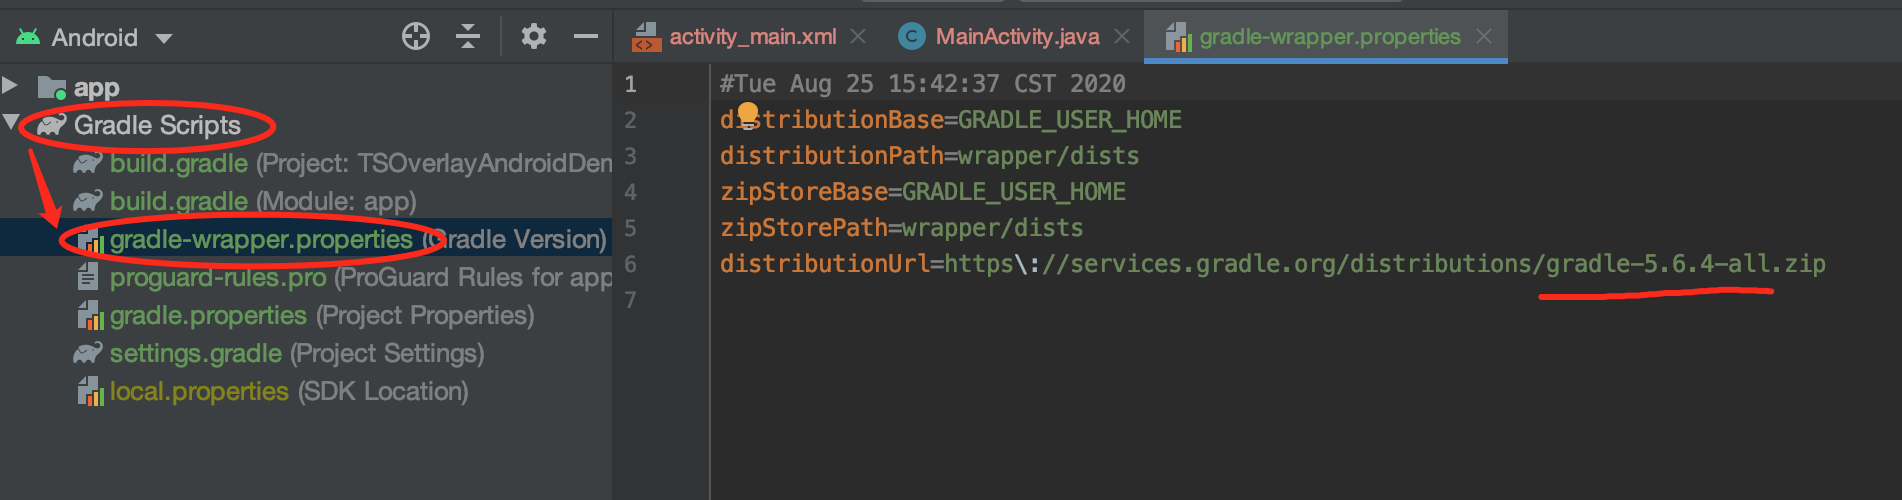 Android
activity_main.xml
MainActivity.java
gradle-wrapper.properties
app
Gradle Scripts
build.gradle (Project: TSOverlayAndroidDem
build.gradle (Module: app)
gradle-wrapper.properties (Gradle Version)
proguard-rules.pro (ProGuard Rules for app
gradle.properties (Project Properties)
settings.gradle (Project Settings)
local.properties (SDK Location)
1 #Tue Aug 25 15:42:37 CST 2020
2 distributionBase=GRADLE_USER_HOME
3 distributionPath=wrapper/dists
4 zipStoreBase=GRADLE_USER_HOME
5 zipStorePath=wrapper/dists
6 distributionUrl=https\://services.gradle.org/distributions/gradle-5.6.4-all.zip
7